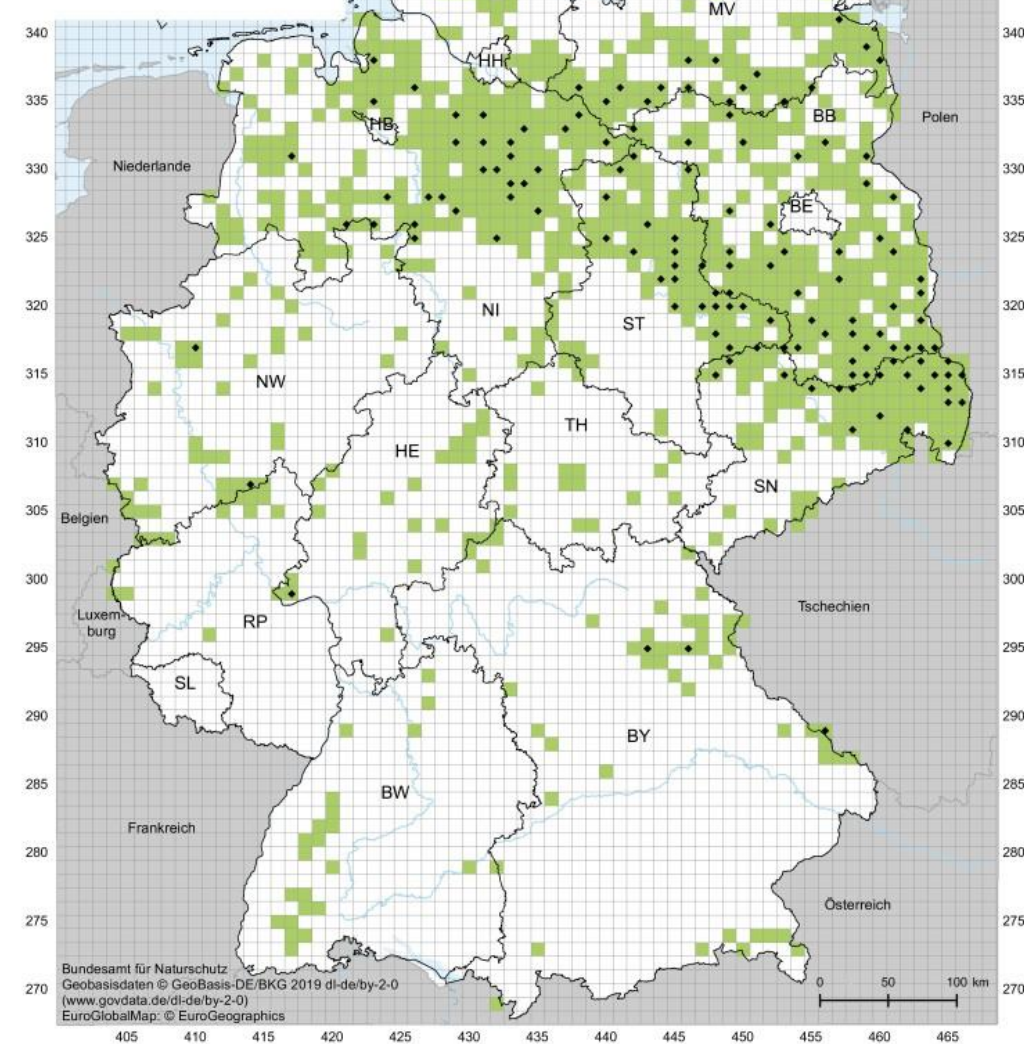 MV
340
340
HH
335
335
HB
BB
Polen
Niederlande
330
330
BE
325
325
320
320
NI
ST
315
315
NW
TH
HE
310
310
SN
305
305
Belgien
300
300
Tschechien
Luxem-
burg
RP
295
295
SL
290
290
BY
285
285
BW
Frankreich
280
280
Österreich
275
275
Bundesamt für Naturschutz
Geobasisdaten © GeoBasis-DE/BKG 2019 dl-de/by-2-0
(www.govdata.de/dl-de/by-2-0)
EuroGlobalMap: © EuroGeographics
0 50 100 km
270
270
405 410 415 420 425 430 435 440 445 450 455 460 465